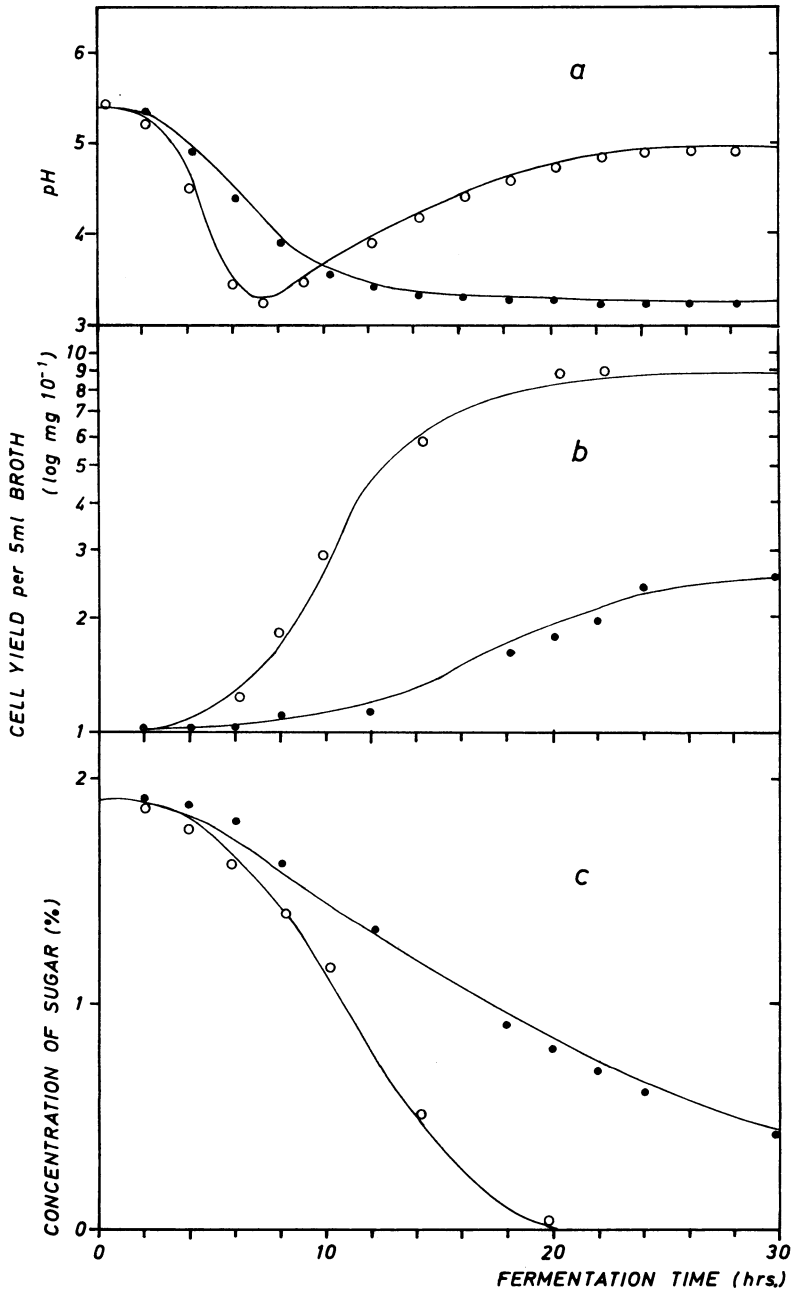 a
6
5
4
3
pH
b
10
9
8
7
6
5
4
3
2
1
CELL YIELD per 5ml BROTH
(log mg 10⁻¹)
c
2
1
0
CONCENTRATION OF SUGAR (%)
0 10 20 30
FERMENTATION TIME (hrs.)